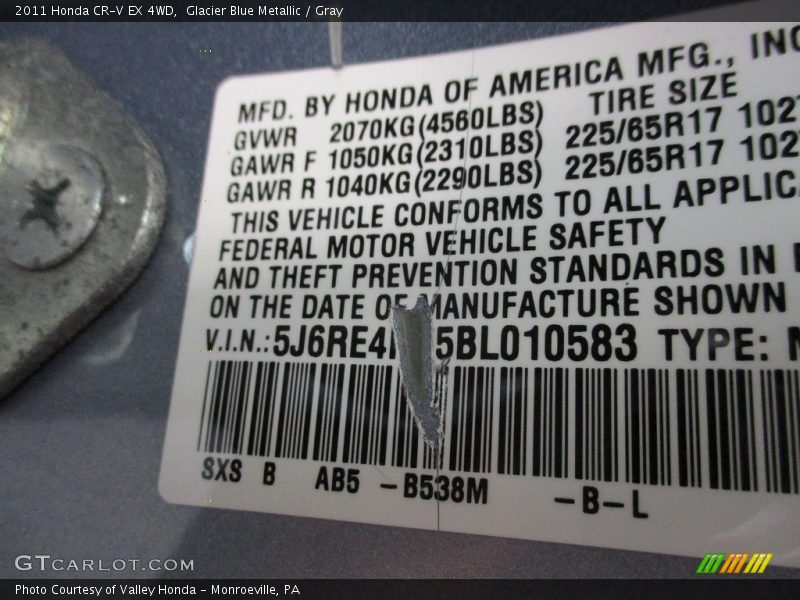 2011 Honda CR-V EX 4WD, Glacier Blue Metallic / Gray
MFD. BY HONDA OF AMERICA MFG., INC
GVWR 2070KG(4560LBS) TIRE SIZE
GAWR F 1050KG(2310LBS) 225/65R17 102
GAWR R 1040KG(2290LBS) 225/65R17 102
THIS VEHICLE CONFORMS TO ALL APPLIC
FEDERAL MOTOR VEHICLE SAFETY
AND THEFT PREVENTION STANDARDS IN
ON THE DATE OF MANUFACTURE SHOWN
V.I.N.: 5J6RE4 5BL010583 TYPE:
SXS B AB5 -B538M -B-L
GTCARLOT.COM
Photo Courtesy of Valley Honda - Monroeville, PA